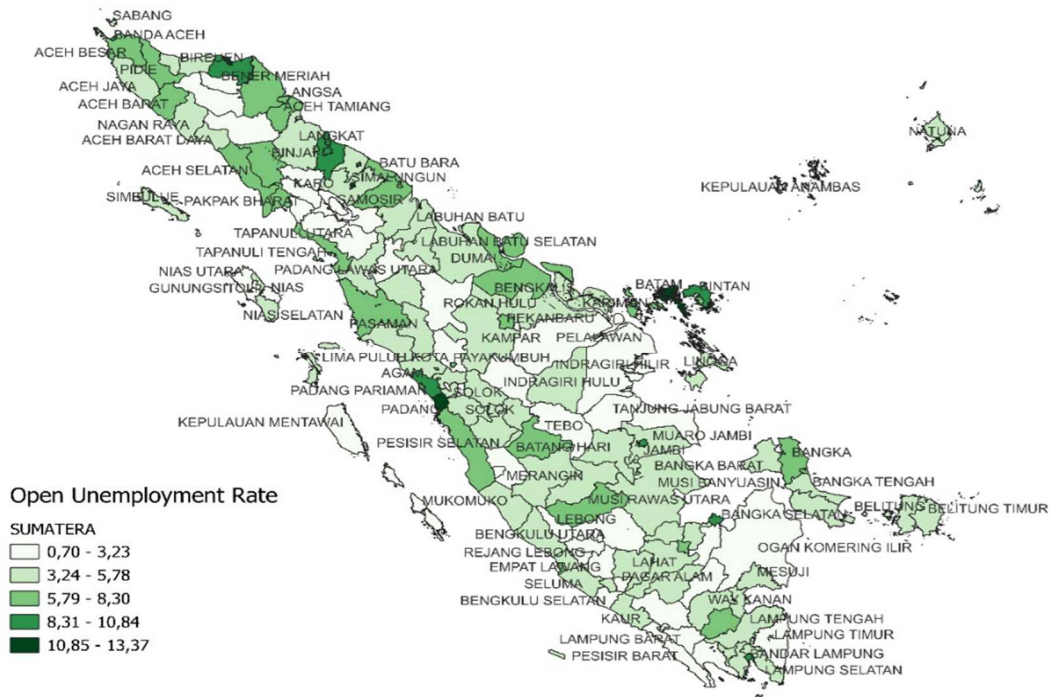 SABANG
BANDA ACEH
ACEH BESAR
BIREUEN
PIDIE
BENER MERIAH
ACEH JAYA
LANGSA
ACEH BARAT
ACEH TAMIANG
NAGAN RAYA
LANGKAT
NATUNA
ACEH BARAT DAYA
BINJAI
BATU BARA
ACEH SELATAN
SIMALUNGUN
KARO
KEPULAUAN ANAMBAS
SIMEULUE
PAKPAK BHARAT
SAMOSIR
LABUHAN BATU
TAPANULI UTARA
LABUHAN BATU SELATAN
TAPANULI TENGAH
DUMAI
NIAS UTARA
PADANG LAWAS UTARA
GUNUNGSITOLI
NIAS
BENGKALIS
BATAM
BINTAN
NIAS SELATAN
ROKAN HULU
KARIMUN
PASAMAN
PEKANBARU
KAMPAR
PELALAWAN
LIMA PULUH KOTA
PAYAKUMBUH
LINGGA
AGAM
INDRAGIRI HILIR
PADANG PARIAMAN
SOLOK
INDRAGIRI HULU
PADANG
SOLOK
TANJUNG JABUNG BARAT
KEPULAUAN MENTAWAI
TEBO
PESISIR SELATAN
BATANG HARI
MUARO JAMBI
JAMBI
BANGKA
MERANGIN
BANGKA BARAT
MUSI BANYUASIN
BANGKA TENGAH
Open Unemployment Rate
MUKOMUKO
MUSI RAWAS UTARA
BELITUNG
BELITUNG TIMUR
LEBONG
BANGKA SELATAN
SUMATERA
BENGKULU UTARA
0,70 - 3,23
REJANG LEBONG
OGAN KOMERING ILIR
EMPAT LAWANG
LAHAT
3,24 - 5,78
PAGAR ALAM
MESUJI
SELUMA
5,79 - 8,30
BENGKULU SELATAN
WAY KANAN
8,31 - 10,84
KAUR
LAMPUNG TENGAH
LAMPUNG BARAT
LAMPUNG TIMUR
10,85 - 13,37
PESISIR BARAT
BANDAR LAMPUNG
LAMPUNG SELATAN